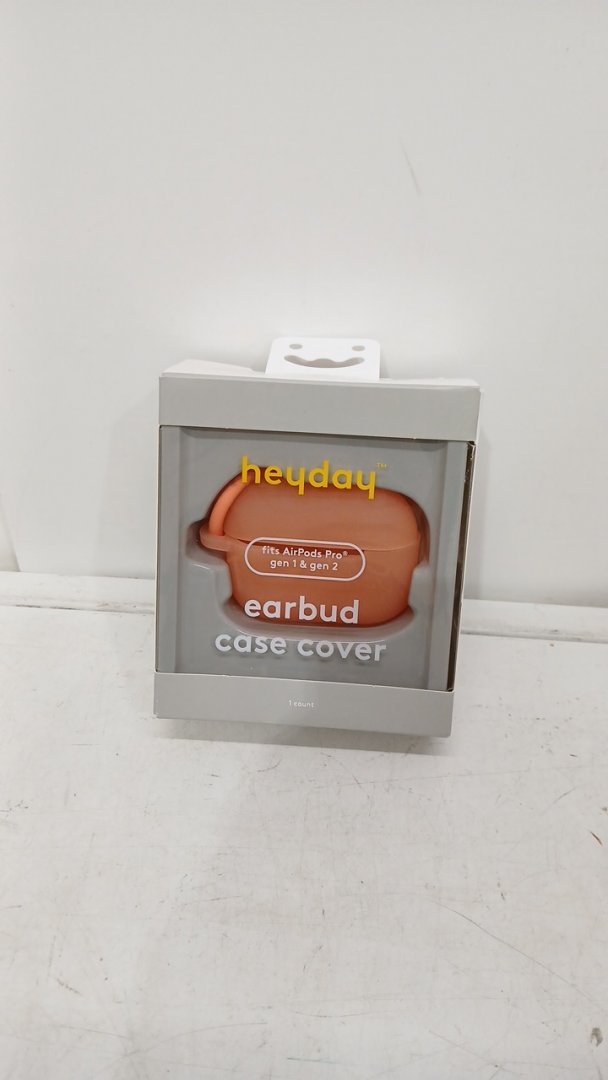 heyday™
fits AirPods Pro®
gen 1 & gen 2
earbud
case cover
1 count